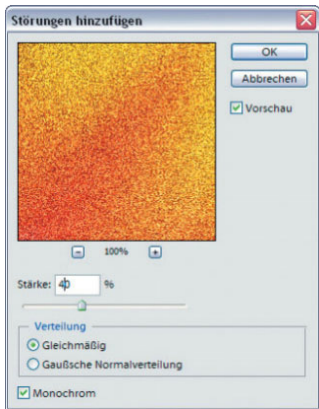 Störungen hinzufügen
OK
Abbrechen
Vorschau
100%
Stärke: 40 %
Verteilung
Gleichmäßig
Gaußsche Normalverteilung
Monochrom